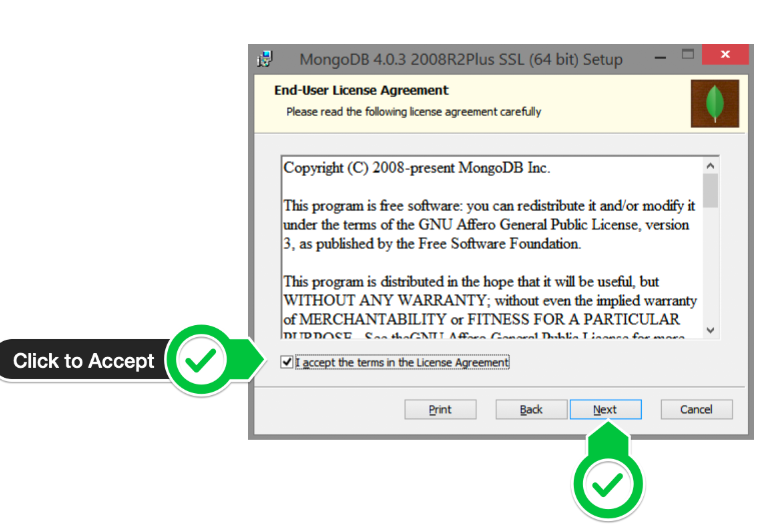 MongoDB 4.0.3 2008R2Plus SSL (64 bit) Setup
End-User License Agreement
Please read the following license agreement carefully
Copyright (C) 2008-present MongoDB Inc.
This program is free software: you can redistribute it and/or modify it
under the terms of the GNU Affero General Public License, version
3, as published by the Free Software Foundation.
This program is distributed in the hope that it will be useful, but
WITHOUT ANY WARRANTY; without even the implied warranty
of MERCHANTABILITY or FITNESS FOR A PARTICULAR
PURPOSE. See theGNU Affero General Public License for more
Click to Accept
I accept the terms in the License Agreement
Print Back Next Cancel